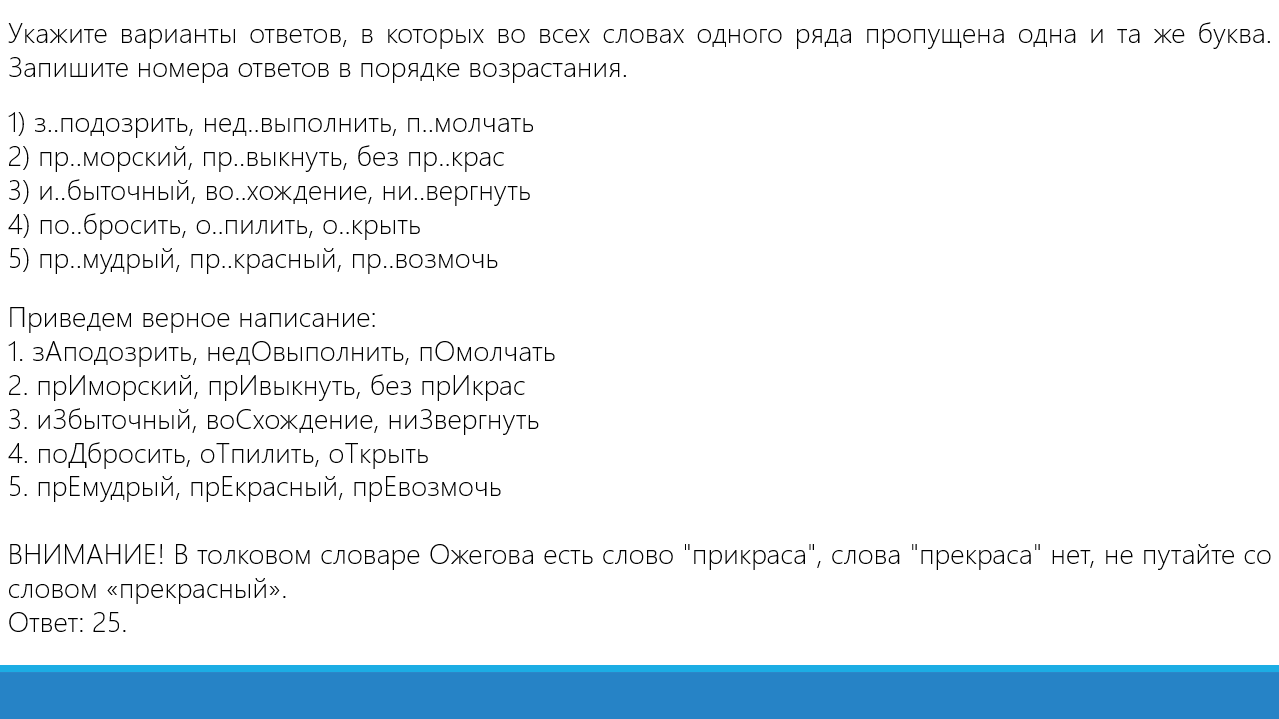 Укажите варианты ответов, в которых во всех словах одного ряда пропущена одна и та же буква.
Запишите номера ответов в порядке возрастания.
1) з..подозрить, нед..выполнить, п..молчать
2) пр..морский, пр..выкнуть, без пр..крас
3) и..быточный, во..хождение, ни..вергнуть
4) по..бросить, о..пилить, о..крыть
5) пр..мудрый, пр..красный, пр..возмочь
Приведем верное написание:
1. зАподозрить, недОвыполнить, пОмолчать
2. прИморский, прИвыкнуть, без прИкрас
3. иЗбыточный, воСхождение, ниЗвергнуть
4. поДбросить, оТпилить, оТкрыть
5. прЕмудрый, прЕкрасный, прЕвозмочь
ВНИМАНИЕ! В толковом словаре Ожегова есть слово "прикраса", слова "прекраса" нет, не путайте со
словом «прекрасный».
Ответ: 25.